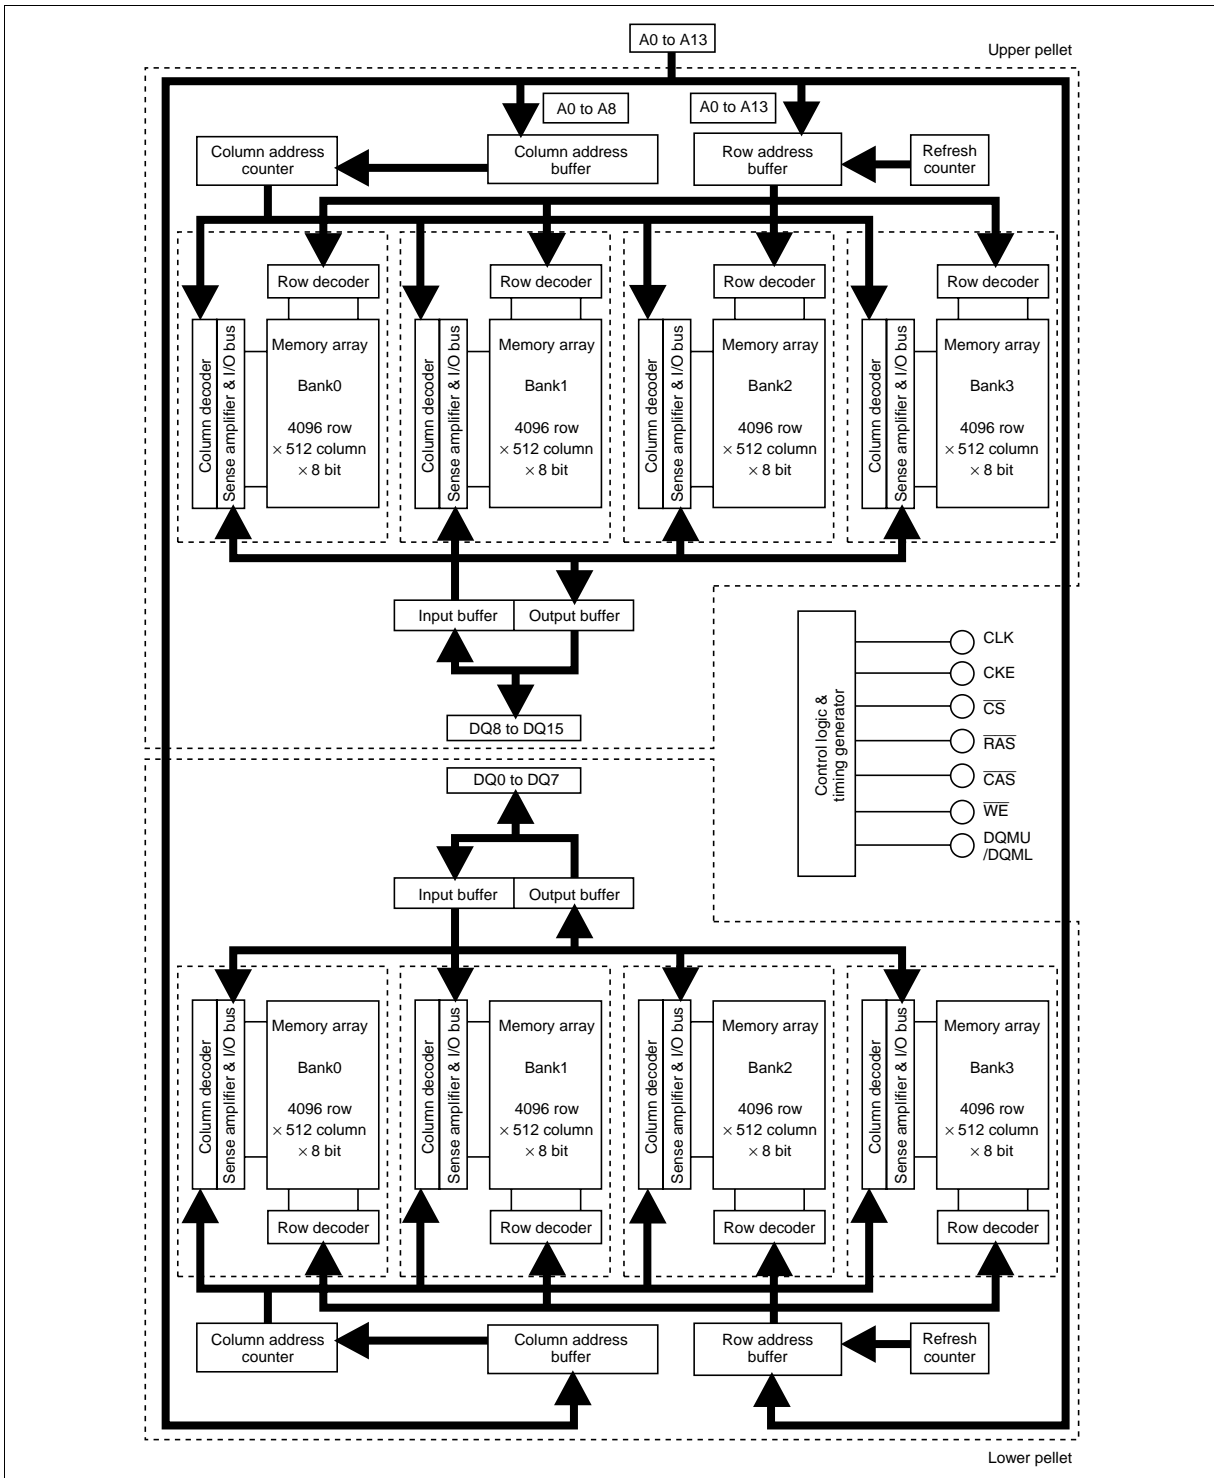 A0 to A13
Upper pellet
A0 to A8
A0 to A13
Column address
counter
Column address
buffer
Row address
buffer
Refresh
counter
Row decoder
Row decoder
Row decoder
Row decoder
Column decoder
Sense amplifier & I/O bus
Memory array
Bank0
4096 row
× 512 column
× 8 bit
Column decoder
Sense amplifier & I/O bus
Memory array
Bank1
4096 row
× 512 column
× 8 bit
Column decoder
Sense amplifier & I/O bus
Memory array
Bank2
4096 row
× 512 column
× 8 bit
Column decoder
Sense amplifier & I/O bus
Memory array
Bank3
4096 row
× 512 column
× 8 bit
Input buffer
Output buffer
DQ8 to DQ15
Control logic &
timing generator
CLK
CKE
C̅S̅
R̅A̅S̅
C̅A̅S̅
W̅E̅
DQMU
/DQML
DQ0 to DQ7
Input buffer
Output buffer
Column decoder
Sense amplifier & I/O bus
Memory array
Bank0
4096 row
× 512 column
× 8 bit
Column decoder
Sense amplifier & I/O bus
Memory array
Bank1
4096 row
× 512 column
× 8 bit
Column decoder
Sense amplifier & I/O bus
Memory array
Bank2
4096 row
× 512 column
× 8 bit
Column decoder
Sense amplifier & I/O bus
Memory array
Bank3
4096 row
× 512 column
× 8 bit
Row decoder
Row decoder
Row decoder
Row decoder
Column address
counter
Column address
buffer
Row address
buffer
Refresh
counter
Lower pellet